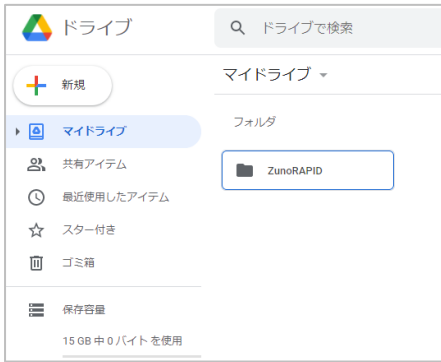 ドライブ
ドライブで検索
新規
マイドライブ
マイドライブ
共有アイテム
最近使用したアイテム
スター付き
ゴミ箱
保存容量
15 GB 中 0 バイト を使用
フォルダ
ZunoRAPID